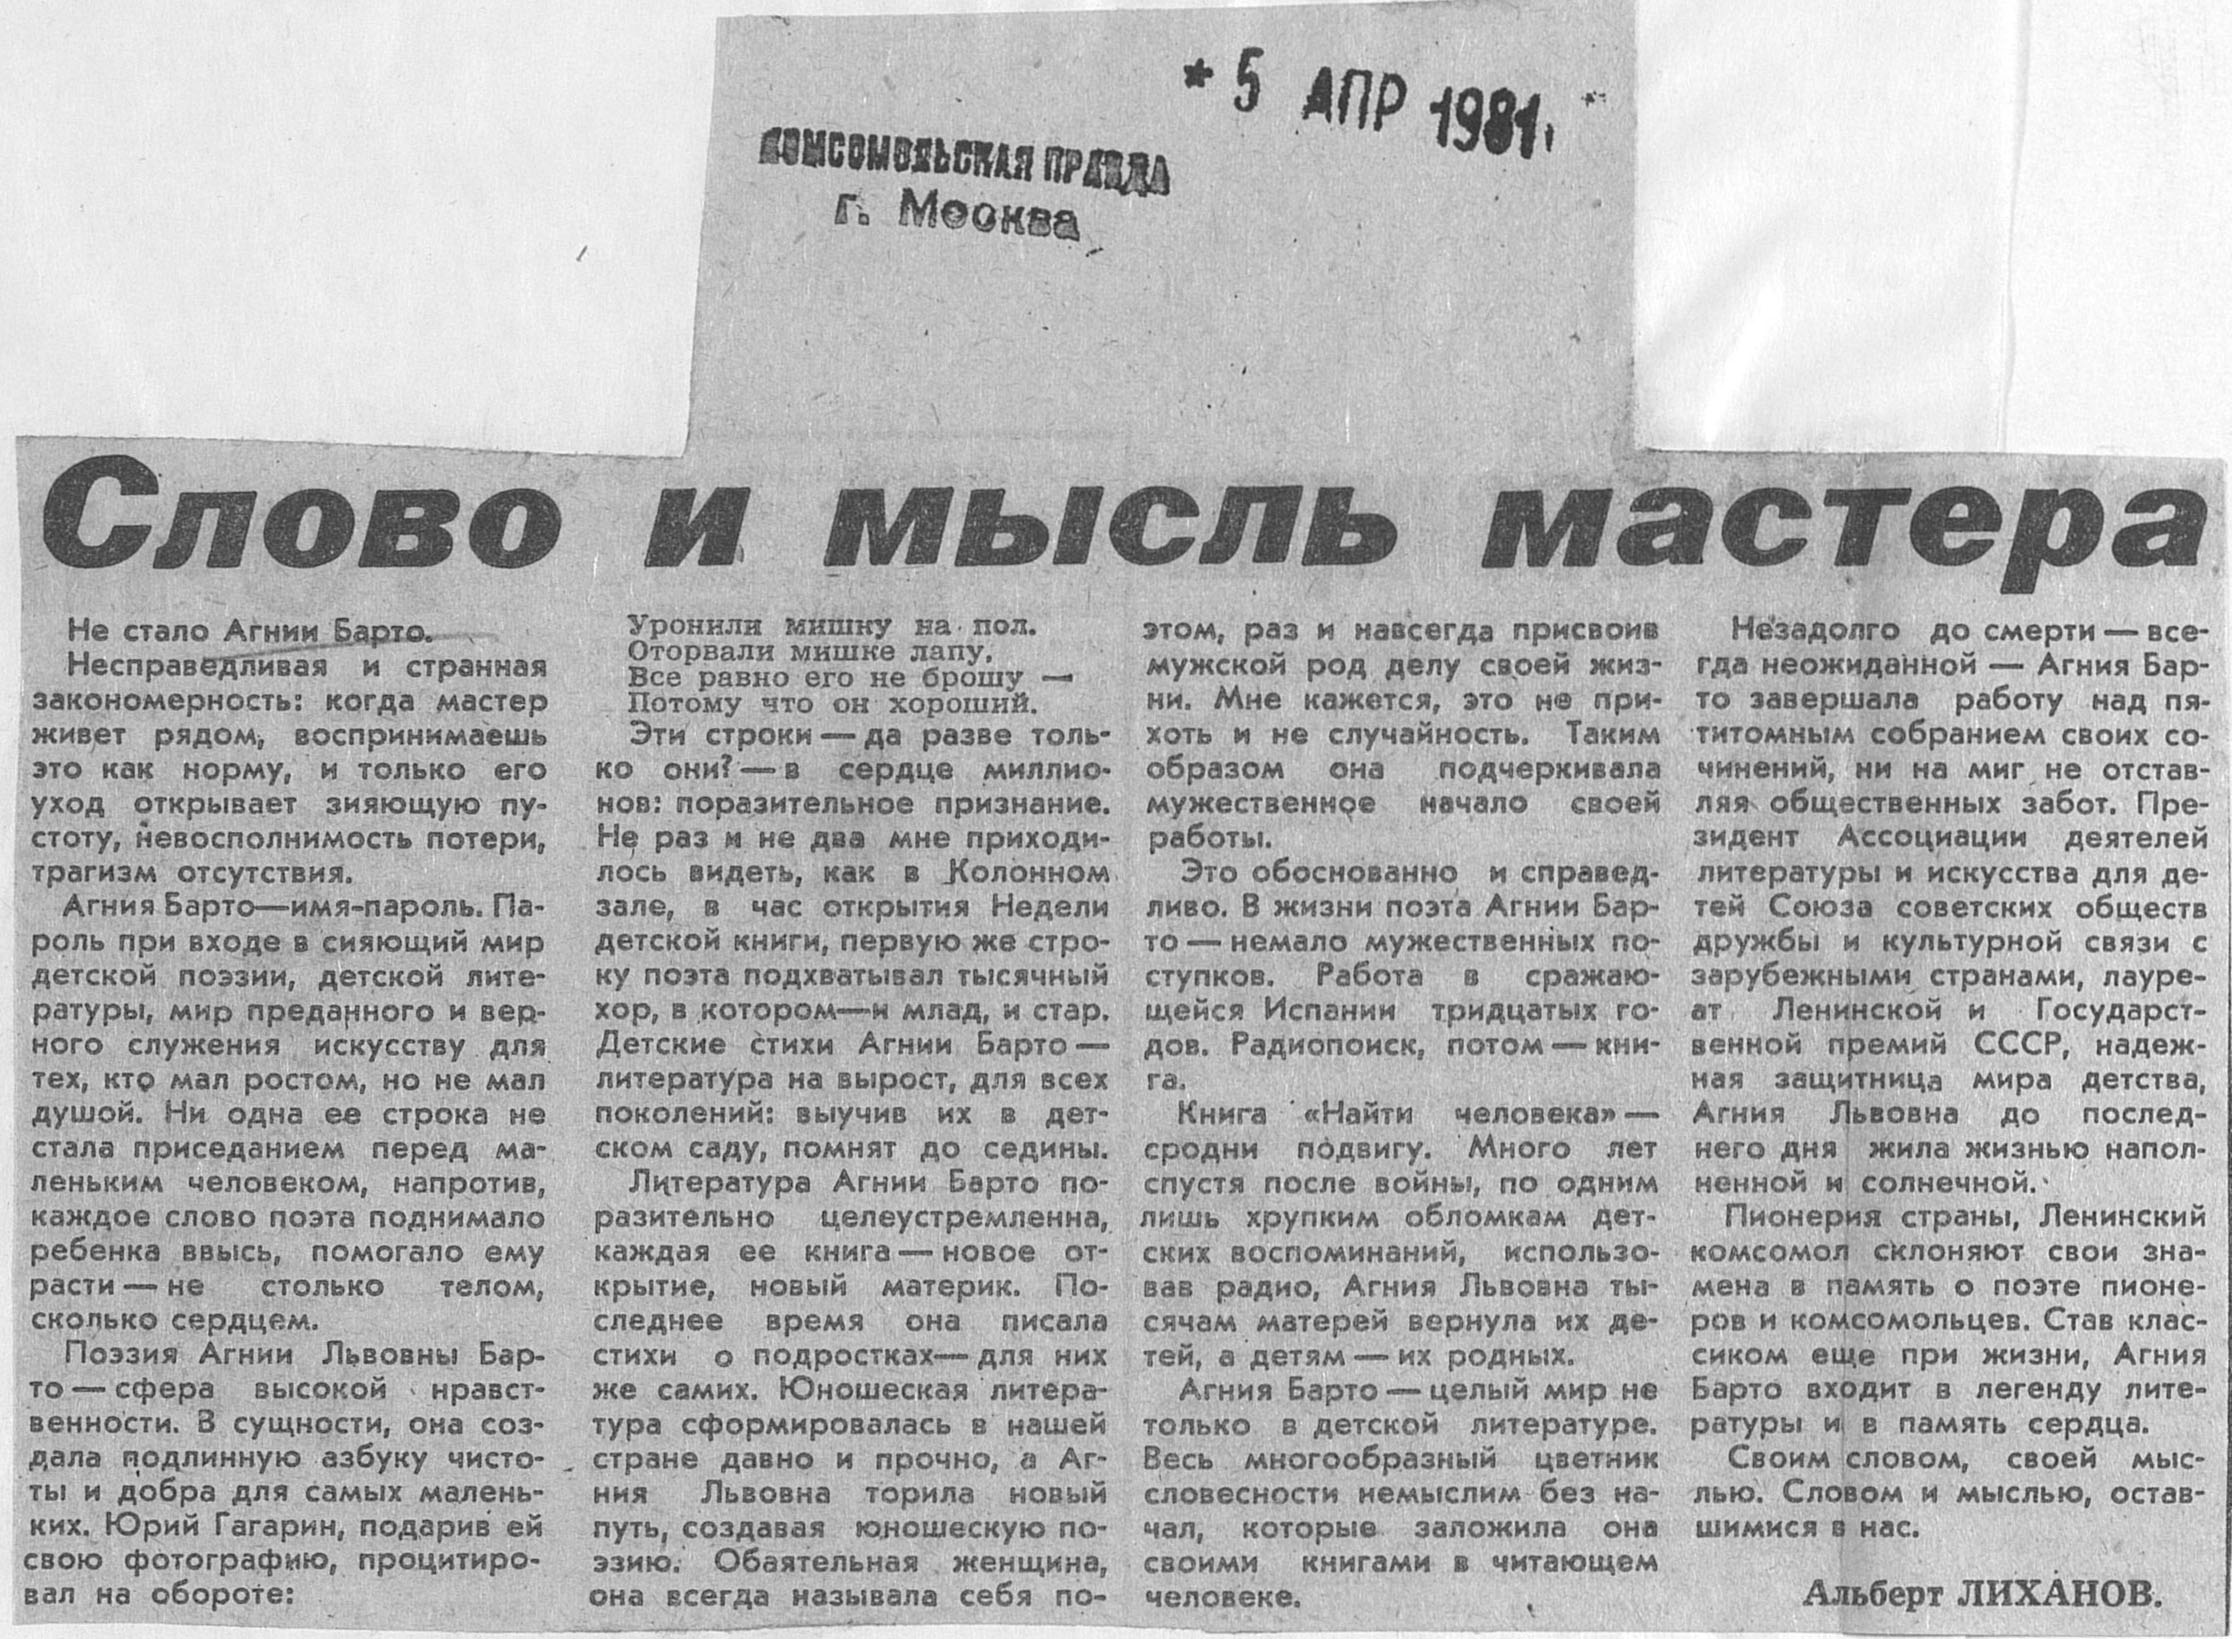 * 5 АПР 1981
КОМСОМОЛЬСКАЯ ПРАВДА
г. Москва
Слово и мысль мастера
Не стало Агнии Барто.
Несправедливая и странная
закономерность: когда мастер
живет рядом, воспринимаешь
это как норму, и только его
уход открывает зияющую пу-
стоту, невосполнимость потери,
трагизм отсутствия.
Агния Барто—имя-пароль. Па-
роль при входе в сияющий мир
детской поэзии, детской лите-
ратуры, мир преданного и вер-
ного служения искусству для
тех, кто мал ростом, но не мал
душой. Ни одна ее строка не
стала приседанием перед ма-
леньким человеком, напротив,
каждое слово поэта поднимало
ребенка ввысь, помогало ему
расти — не столько телом,
сколько сердцем.
Поэзия Агнии Львовны Бар-
то — сфера высокой нравст-
венности. В сущности, она соз-
дала подлинную азбуку чисто-
ты и добра для самых малень-
ких. Юрий Гагарин, подарив ей
свою фотографию, процитиро-
вал на обороте:
Уронили мишку на пол.
Оторвали мишке лапу.
Все равно его не брошу —
Потому что он хороший.
Эти строки — да разве толь-
ко они? — в сердце миллио-
нов: поразительное признание.
Не раз и не два мне приходи-
лось видеть, как в Колонном
зале, в час открытия Недели
детской книги, первую же стро-
ку поэта подхватывал тысячный
хор, в котором—и млад, и стар.
Детские стихи Агнии Барто —
литература на вырост, для всех
поколений: выучив их в дет-
ском саду, помнят до седины.
Литература Агнии Барто по-
разительно целеустремленна,
каждая ее книга — новое от-
крытие, новый материк. По-
следнее время она писала
стихи о подростках— для них
же самих. Юношеская литера-
тура сформировалась в нашей
стране давно и прочно, а Аг-
ния Львовна торила новый
путь, создавая юношескую по-
эзию. Обаятельная женщина,
она всегда называла себя по-
этом, раз и навсегда присвоив
мужской род делу своей жиз-
ни. Мне кажется, это не при-
хоть и не случайность. Таким
образом она подчеркивала
мужественное начало своей
работы.
Это обоснованно и справед-
ливо. В жизни поэта Агнии Бар-
то — немало мужественных по-
ступков. Работа в сражаю-
щейся Испании тридцатых го-
дов. Радиопоиск, потом — кни-
га.
Книга «Найти человека» —
сродни подвигу. Много лет
спустя после войны, по одним
лишь хрупким обломкам дет-
ских воспоминаний, использо-
вав радио, Агния Львовна ты-
сячам матерей вернула их де-
тей, а детям — их родных.
Агния Барто — целый мир не
только в детской литературе.
Весь многообразный цветник
словесности немыслим без на-
чал, которые заложила она
своими книгами в читающем
человеке.
Незадолго до смерти — все-
гда неожиданной — Агния Бар-
то завершала работу над пя-
титомным собранием своих со-
чинений, ни на миг не отстав-
ляя общественных забот. Пре-
зидент Ассоциации деятелей
литературы и искусства для де-
тей Союза советских обществ
дружбы и культурной связи с
зарубежными странами, лауре-
ат Ленинской и Государст-
венной премий СССР, надеж-
ная защитница мира детства,
Агния Львовна до послед-
него дня жила жизнью напол-
ненной и солнечной.
Пионерия страны, Ленинский
комсомол склоняют свои зна-
мена в память о поэте пионе-
ров и комсомольцев. Став клас-
сиком еще при жизни, Агния
Барто входит в легенду лите-
ратуры и в память сердца.
Своим словом, своей мыс-
лью. Словом и мыслью, остав-
шимися в нас.
Альберт ЛИХАНОВ.